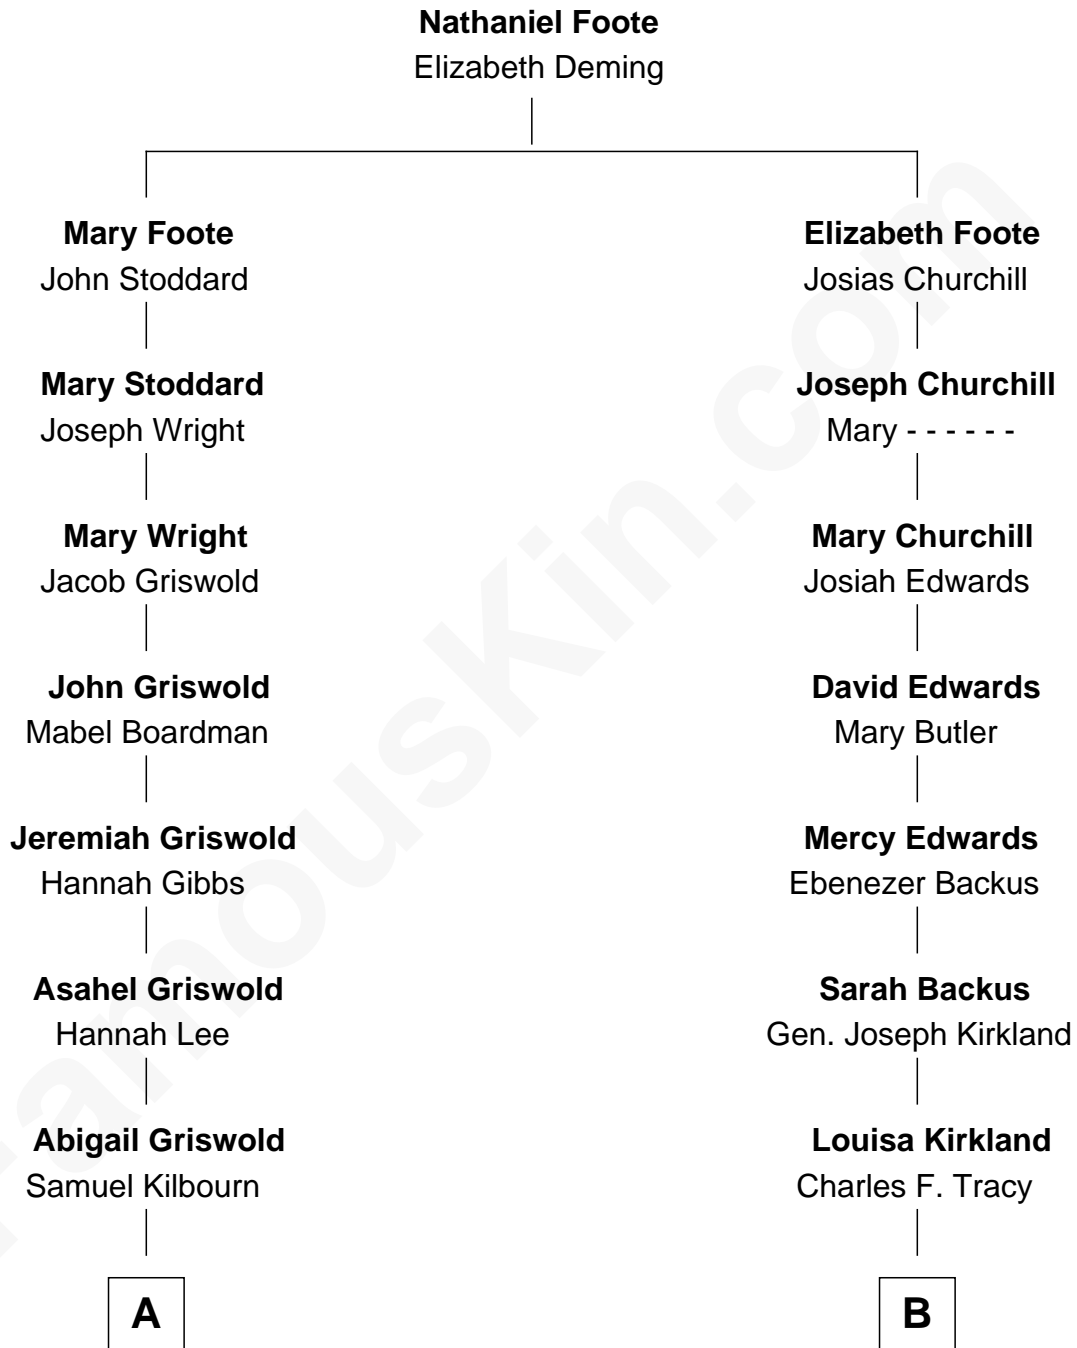 Nathaniel Foote
Elizabeth Deming
Mary Foote
John Stoddard
Elizabeth Foote
Josias Churchill
Mary Stoddard
Joseph Wright
Joseph Churchill
Mary - - - - - -
Mary Wright
Jacob Griswold
Mary Churchill
Josiah Edwards
John Griswold
Mabel Boardman
David Edwards
Mary Butler
Jeremiah Griswold
Hannah Gibbs
Mercy Edwards
Ebenezer Backus
Asahel Griswold
Hannah Lee
Sarah Backus
Gen. Joseph Kirkland
Abigail Griswold
Samuel Kilbourn
Louisa Kirkland
Charles F. Tracy
A
B
FamousKin.com